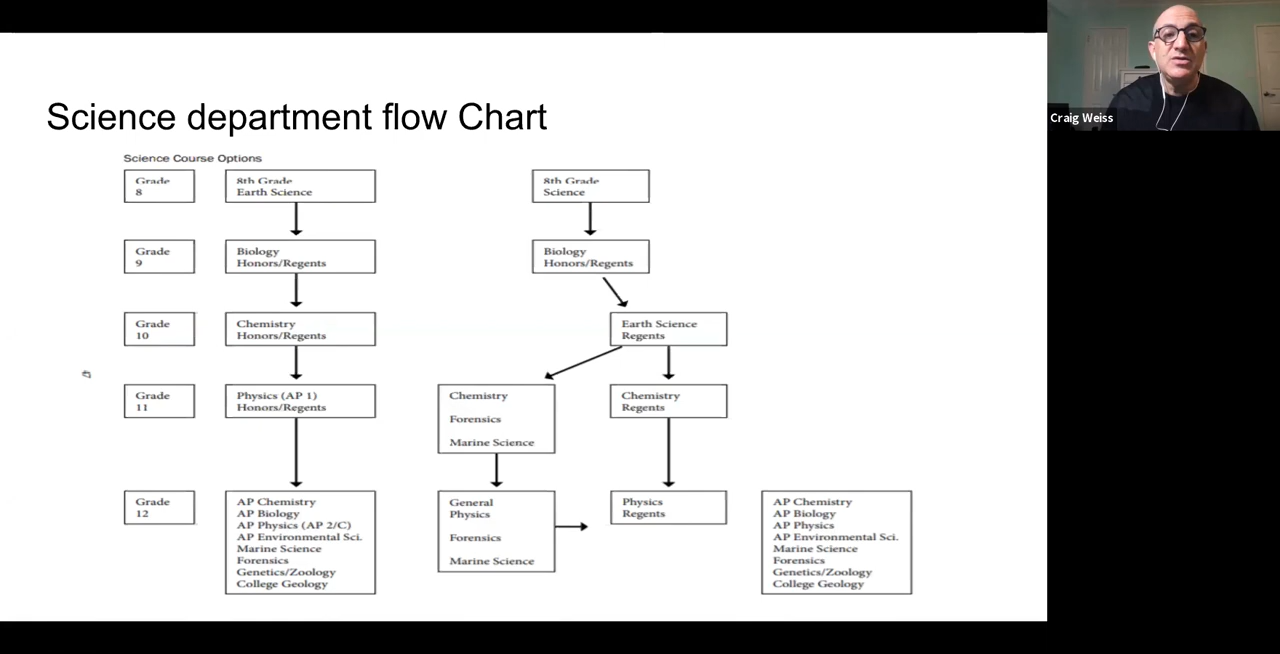 Science department flow Chart
Science Course Options
Grade
8
8th Grade
Earth Science
8th Grade
Science
Grade
9
Biology
Honors/Regents
Biology
Honors/Regents
Grade
10
Chemistry
Honors/Regents
Earth Science
Regents
Grade
11
Physics (AP 1)
Honors/Regents
Chemistry
Forensics
Marine Science
Chemistry
Regents
Grade
12
AP Chemistry
AP Biology
AP Physics (AP 2/C)
AP Environmental Sci.
Marine Science
Forensics
Genetics/Zoology
College Geology
General
Physics
Forensics
Marine Science
Physics
Regents
AP Chemistry
AP Biology
AP Physics
AP Environmental Sci.
Marine Science
Forensics
Genetics/Zoology
College Geology
Craig Weiss